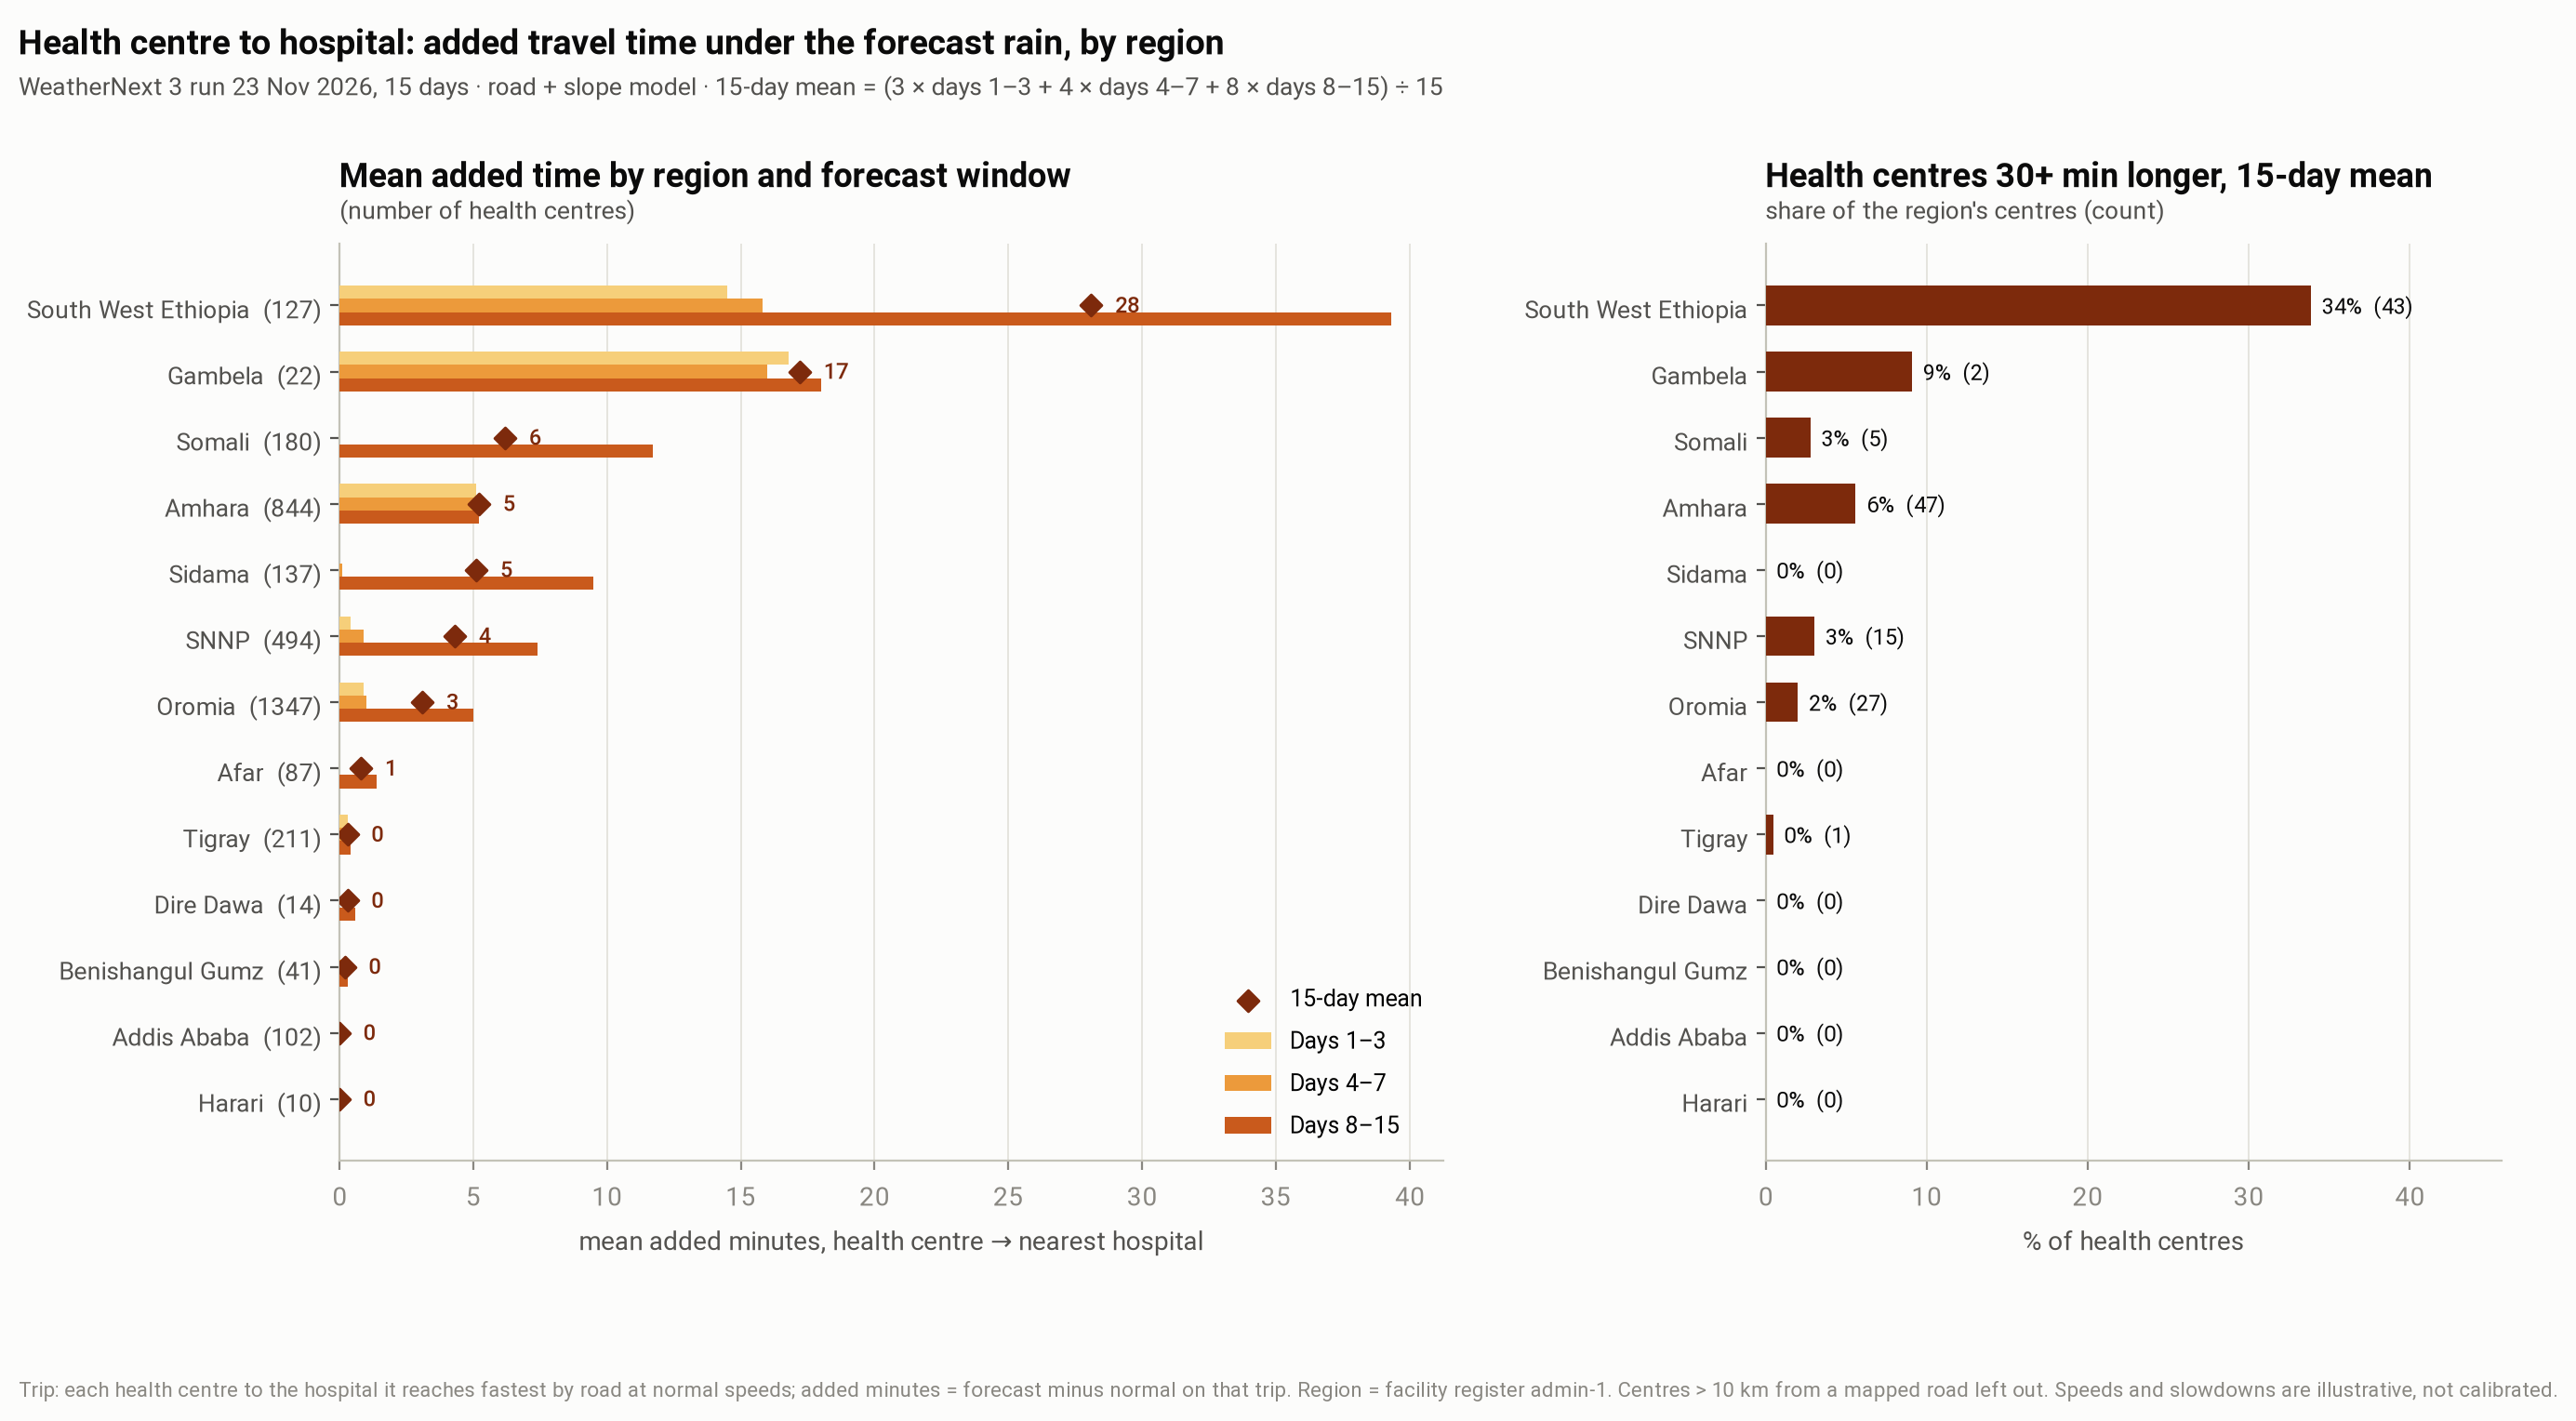 Health centre to hospital: added travel time under the forecast rain, by region
WeatherNext 3 run 23 Nov 2026, 15 days · road + slope model · 15-day mean = (3 × days 1–3 + 4 × days 4–7 + 8 × days 8–15) ÷ 15
Mean added time by region and forecast window
(number of health centres)
South West Ethiopia (127)
28
Gambela (22)
17
Somali (180)
6
Amhara (844)
5
Sidama (137)
5
SNNP (494)
4
Oromia (1347)
3
Afar (87)
1
Tigray (211)
0
Dire Dawa (14)
0
Benishangul Gumz (41)
0
Addis Ababa (102)
0
Harari (10)
0
15-day mean
Days 1–3
Days 4–7
Days 8–15
0 5 10 15 20 25 30 35 40
mean added minutes, health centre → nearest hospital
Health centres 30+ min longer, 15-day mean
share of the region's centres (count)
South West Ethiopia
34% (43)
Gambela
9% (2)
Somali
3% (5)
Amhara
6% (47)
Sidama
0% (0)
SNNP
3% (15)
Oromia
2% (27)
Afar
0% (0)
Tigray
0% (1)
Dire Dawa
0% (0)
Benishangul Gumz
0% (0)
Addis Ababa
0% (0)
Harari
0% (0)
0 10 20 30 40
% of health centres
Trip: each health centre to the hospital it reaches fastest by road at normal speeds; added minutes = forecast minus normal on that trip. Region = facility register admin-1. Centres > 10 km from a mapped road left out. Speeds and slowdowns are illustrative, not calibrated.